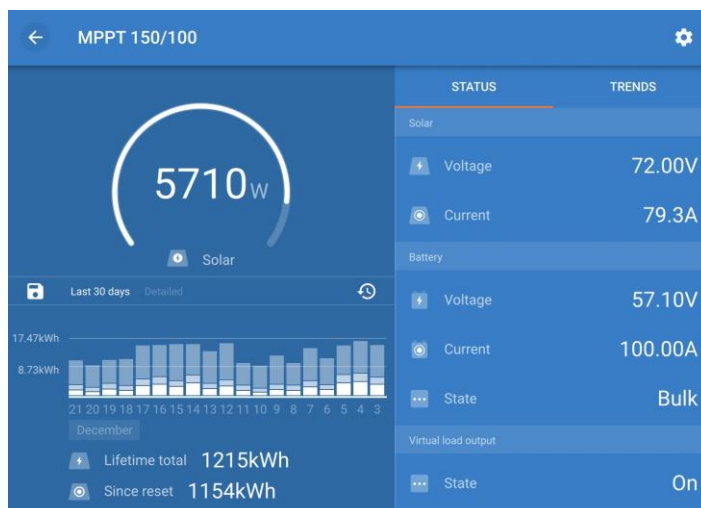 MPPT 150/100
5710W
Solar
Last 30 days Detailed
17.47kWh
8.73kWh
21 20 19 18 17 16 15 14 13 12 11 10 9 8 7 6 5 4 3
December
Lifetime total 1215kWh
Since reset 1154kWh
STATUS TRENDS
Solar
Voltage 72.00V
Current 79.3A
Battery
Voltage 57.10V
Current 100.00A
State Bulk
Virtual load output
State On